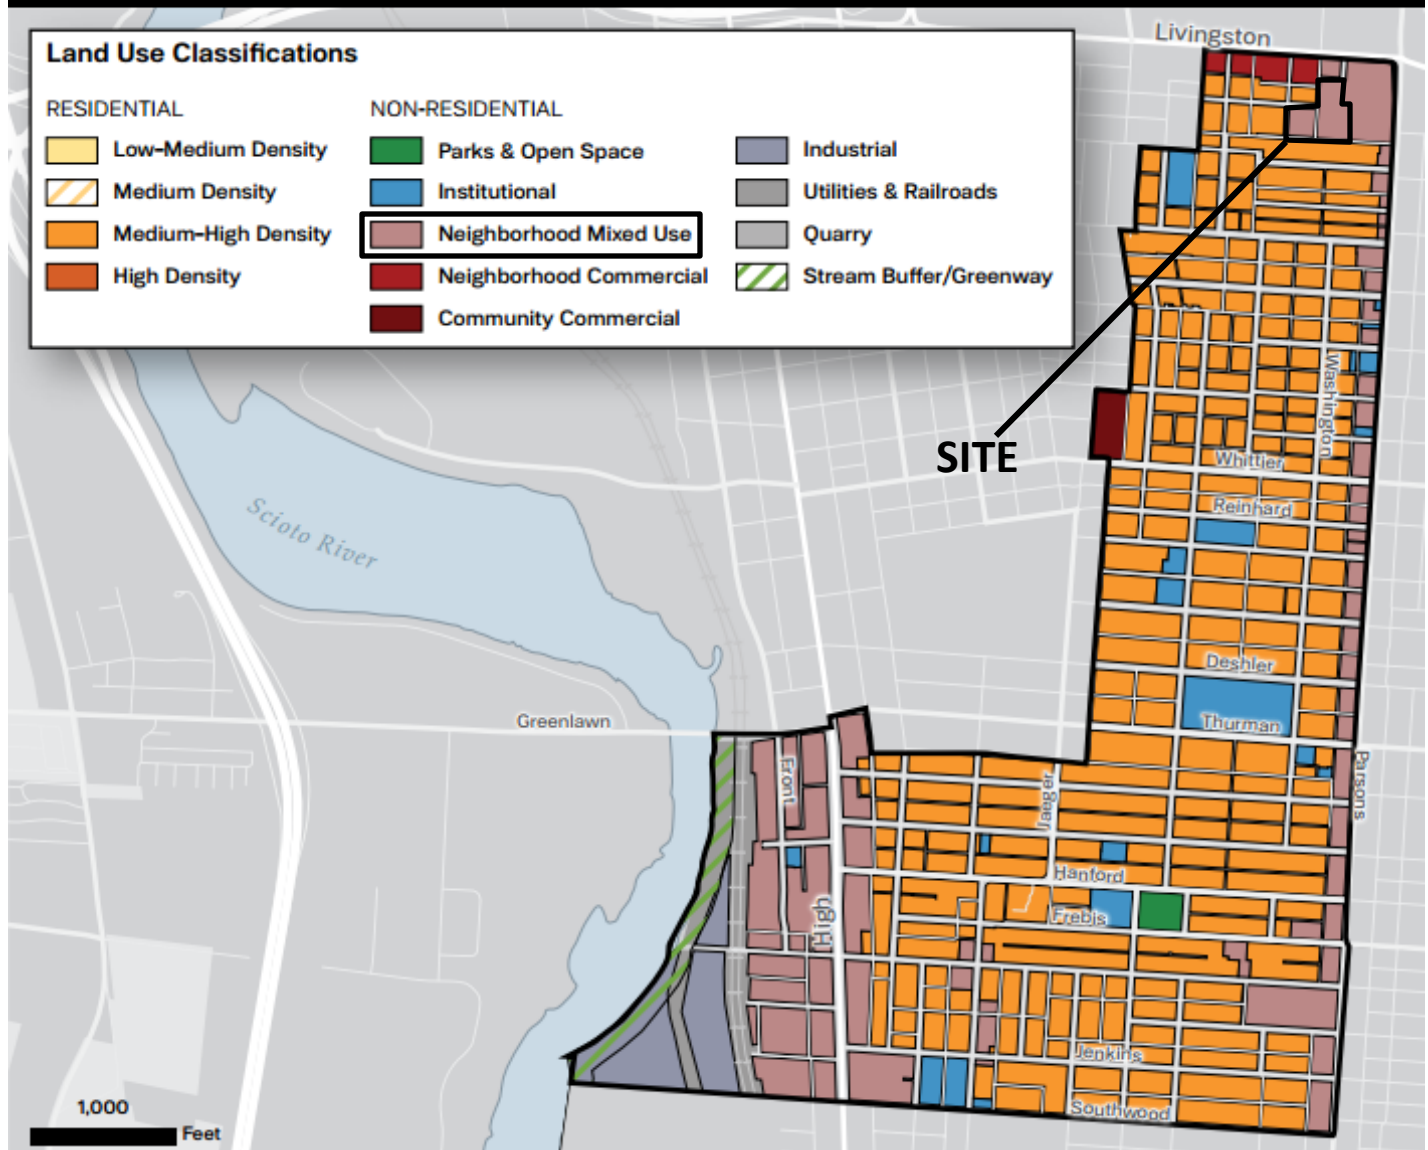 Land Use Classifications
RESIDENTIAL
Low-Medium Density
Medium Density
Medium-High Density
High Density
NON-RESIDENTIAL
Parks & Open Space
Institutional
Neighborhood Mixed Use
Neighborhood Commercial
Community Commercial
Industrial
Utilities & Railroads
Quarry
Stream Buffer/Greenway
Livingston
Washington
SITE
Whittier
Reinhard
Scioto River
Deshler
Thurman
Greenlawn
Front
Jaeger
Parsons
Hanford
Frebis
High
Jenkins
Southwood
1,000
Feet